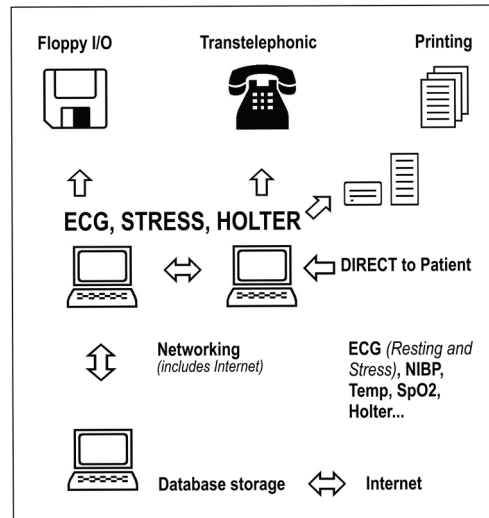 Floppy I/O
Transtelephonic
Printing
ECG, STRESS, HOLTER
DIRECT to Patient
Networking
(includes Internet)
ECG (Resting and
Stress), NIBP,
Temp, SpO2,
Holter...
Database storage
Internet